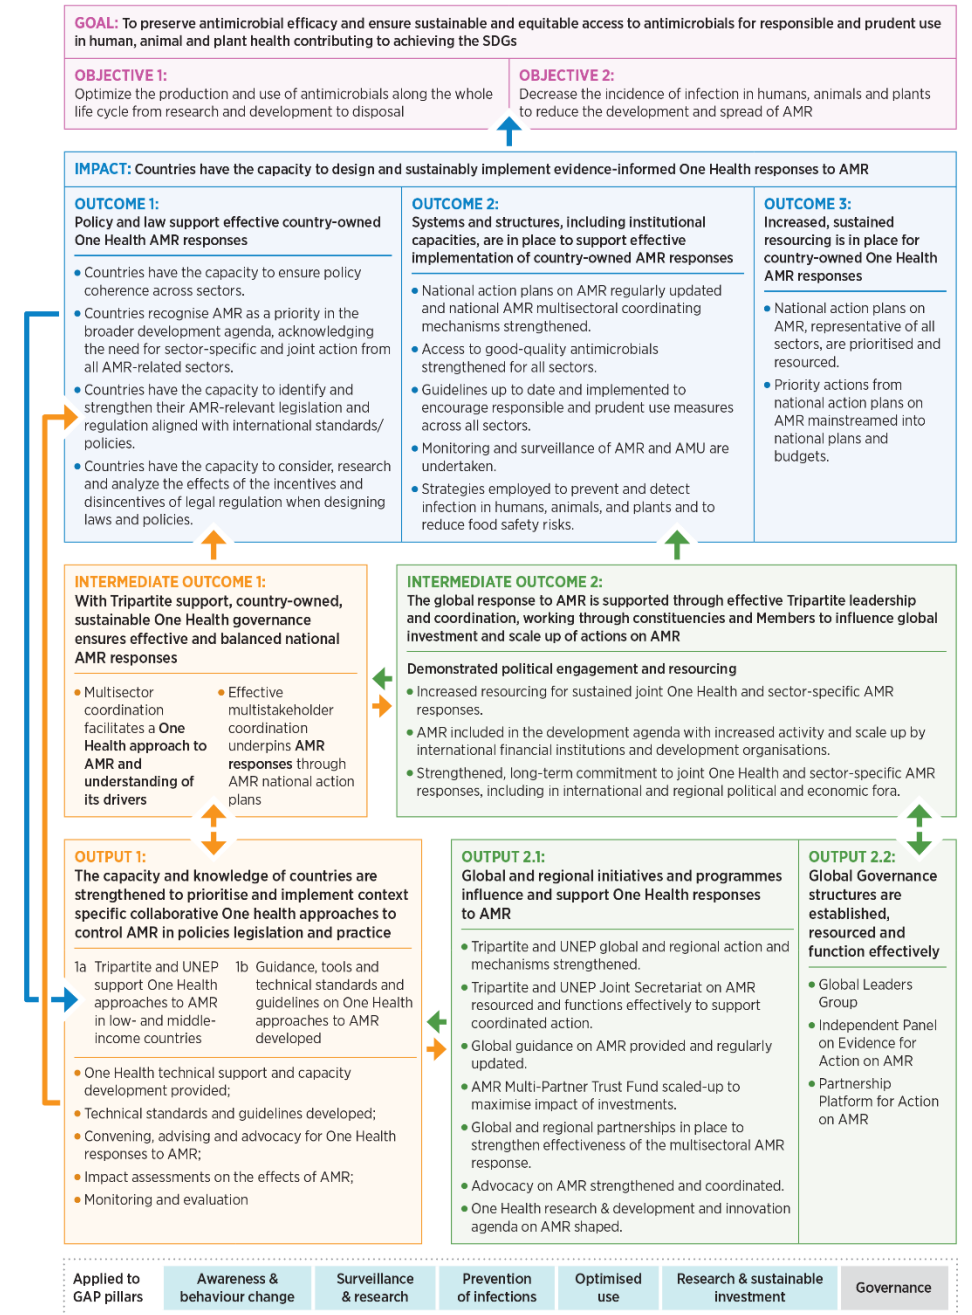 GOAL: To preserve antimicrobial efficacy and ensure sustainable and equitable access to antimicrobials for responsible and prudent use
in human, animal and plant health contributing to achieving the SDGs
OBJECTIVE 1:
Optimize the production and use of antimicrobials along the whole
life cycle from research and development to disposal
OBJECTIVE 2:
Decrease the incidence of infection in humans, animals and plants
to reduce the development and spread of AMR
IMPACT: Countries have the capacity to design and sustainably implement evidence-informed One Health responses to AMR
OUTCOME 1:
Policy and law support effective country-owned
One Health AMR responses
• Countries have the capacity to ensure policy
coherence across sectors.
• Countries recognise AMR as a priority in the
broader development agenda, acknowledging
the need for sector-specific and joint action from
all AMR-related sectors.
• Countries have the capacity to identify and
strengthen their AMR-relevant legislation and
regulation aligned with international standards/
policies.
• Countries have the capacity to consider, research
and analyze the effects of the incentives and
disincentives of legal regulation when designing
laws and policies.
OUTCOME 2:
Systems and structures, including institutional
capacities, are in place to support effective
implementation of country-owned AMR responses
• National action plans on AMR regularly updated
and national AMR multisectoral coordinating
mechanisms strengthened.
• Access to good-quality antimicrobials
strengthened for all sectors.
• Guidelines up to date and implemented to
encourage responsible and prudent use measures
across all sectors.
• Monitoring and surveillance of AMR and AMU are
undertaken.
• Strategies employed to prevent and detect
infection in humans, animals, and plants and to
reduce food safety risks.
OUTCOME 3:
Increased, sustained
resourcing is in place for
country-owned One Health
AMR responses
• National action plans on
AMR, representative of all
sectors, are prioritised and
resourced.
• Priority actions from
national action plans on
AMR mainstreamed into
national plans and
budgets.
INTERMEDIATE OUTCOME 1:
With Tripartite support, country-owned,
sustainable One Health governance
ensures effective and balanced national
AMR responses
• Multisector
coordination
facilitates a One
Health approach to
AMR and
understanding of
its drivers
• Effective
multistakeholder
coordination
underpins AMR
responses through
AMR national action
plans
INTERMEDIATE OUTCOME 2:
The global response to AMR is supported through effective Tripartite leadership
and coordination, working through constituencies and Members to influence global
investment and scale up of actions on AMR
Demonstrated political engagement and resourcing
• Increased resourcing for sustained joint One Health and sector-specific AMR
responses.
• AMR included in the development agenda with increased activity and scale up by
international financial institutions and development organisations.
• Strengthened, long-term commitment to joint One Health and sector-specific AMR
responses, including in international and regional political and economic fora.
OUTPUT 1:
The capacity and knowledge of countries are
strengthened to prioritise and implement context
specific collaborative One health approaches to
control AMR in policies legislation and practice
1a Tripartite and UNEP
support One Health
approaches to AMR
in low- and middle-
income countries
1b Guidance, tools and
technical standards and
guidelines on One Health
approaches to AMR
developed
• One Health technical support and capacity
development provided;
• Technical standards and guidelines developed;
• Convening, advising and advocacy for One Health
responses to AMR;
• Impact assessments on the effects of AMR;
• Monitoring and evaluation
OUTPUT 2.1:
Global and regional initiatives and programmes
influence and support One Health responses
to AMR
• Tripartite and UNEP global and regional action and
mechanisms strengthened.
• Tripartite and UNEP Joint Secretariat on AMR
resourced and functions effectively to support
coordinated action.
• Global guidance on AMR provided and regularly
updated.
• AMR Multi-Partner Trust Fund scaled-up to
maximise impact of investments.
• Global and regional partnerships in place to
strengthen effectiveness of the multisectoral AMR
response.
• Advocacy on AMR strengthened and coordinated.
• One Health research & development and innovation
agenda on AMR shaped.
OUTPUT 2.2:
Global Governance
structures are
established,
resourced and
function effectively
• Global Leaders
Group
• Independent Panel
on Evidence for
Action on AMR
• Partnership
Platform for Action
on AMR
Applied to
GAP pillars
Awareness &
behaviour change
Surveillance
& research
Prevention
of infections
Optimised
use
Research & sustainable
investment
Governance